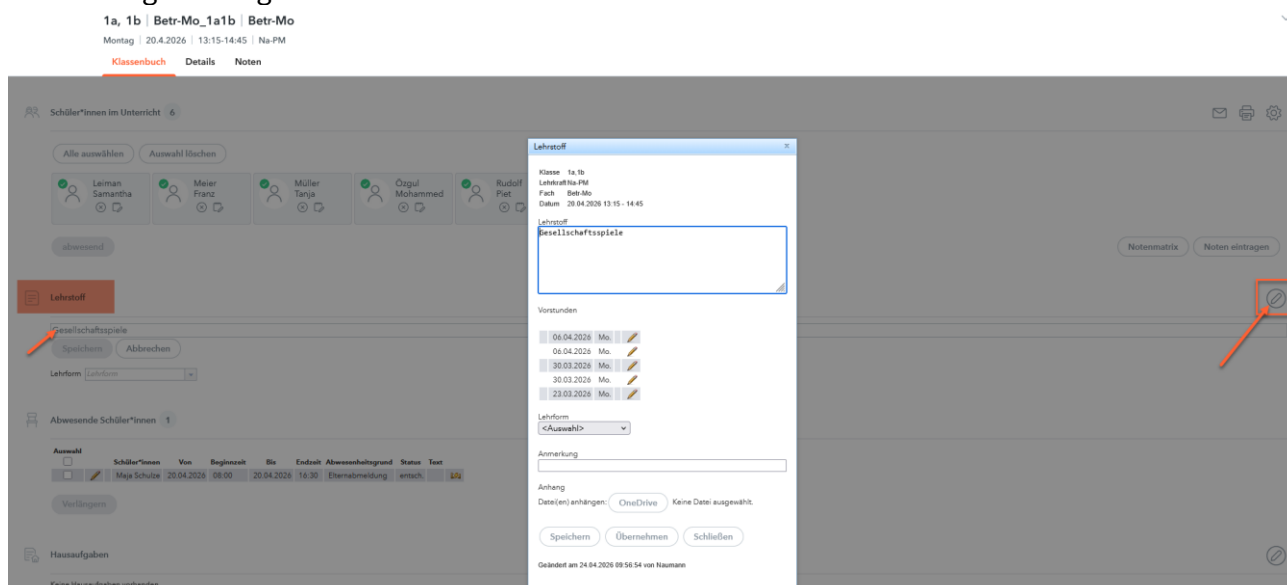 1a, 1b | Betr-Mo_1a1b | Betr-Mo
Montag | 20.4.2026 | 13:15-14:45 | Na-PM
Klassenbuch Details Noten
Schüler*innen im Unterricht 6
Alle auswählen Auswahl löschen
Leiman Samantha
Meier Franz
Müller Tanja
Özgul Mohammed
Rudolf Piet
abwesend
Notenmatrix Noten eintragen
Lehrstoff
Gesellschaftsspiele
Speichern Abbrechen
Lehrform Lehrform
Abwesende Schüler*innen 1
Auswahl
Schüler*innen Von Beginnzeit Bis Endzeit Abwesenheitsgrund Status Text
Maja Schulze 20.04.2026 08:00 20.04.2026 16:30 Elternabmeldung entsch.
Verlängern
Hausaufgaben
Keine Hausaufgaben vorhanden
Lehrstoff x
Klasse 1a,1b
Lehrkraft Na-PM
Fach Betr-Mo
Datum 20.04.2026 13:15 - 14:45
Lehrstoff
Gesellschaftsspiele
Vorstunden
06.04.2026 Mo.
06.04.2026 Mo.
30.03.2026 Mo.
30.03.2026 Mo.
23.03.2026 Mo.
Lehrform
<Auswahl>
Anmerkung
Anhang
Datei(en) anhängen: OneDrive Keine Datei ausgewählt.
Speichern Übernehmen Schließen
Geändert am 24.04.2026 09:56:54 von Naumann